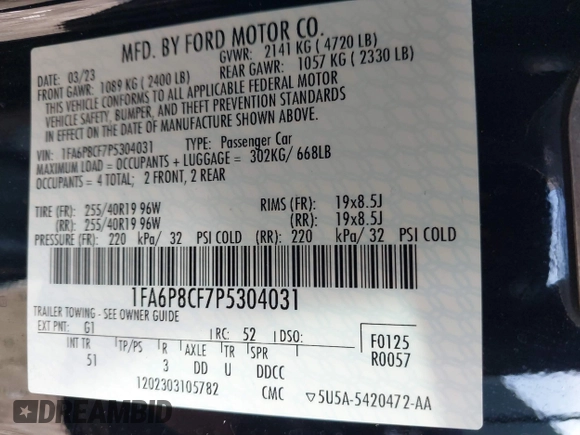 MFD. BY FORD MOTOR CO.
DATE: 03/23
GVWR: 2141 KG ( 4720 LB)
FRONT GAWR: 1089 KG ( 2400 LB)
REAR GAWR: 1057 KG ( 2330 LB)
THIS VEHICLE CONFORMS TO ALL APPLICABLE FEDERAL MOTOR
VEHICLE SAFETY, BUMPER, AND THEFT PREVENTION STANDARDS
IN EFFECT ON THE DATE OF MANUFACTURE SHOWN ABOVE.
VIN: 1FA6P8CF7P5304031
TYPE: Passenger Car
MAXIMUM LOAD = OCCUPANTS + LUGGAGE = 302KG/ 668LB
OCCUPANTS = 4 TOTAL; 2 FRONT, 2 REAR
TIRE (FR): 255/40R19 96W RIMS (FR): 19x8.5J
(RR): 255/40R19 96W (RR): 19x8.5J
PRESSURE (FR): 220 kPa/ 32 PSI COLD (RR): 220 kPa/ 32 PSI COLD
1FA6P8CF7P5304031
TRAILER TOWING - SEE OWNER GUIDE
EXT PNT: G1 RC: 52 DSO:
F0125
R0057
INT TR TP/PS R AXLE TR SPR
51 3 DD U DDCC
1202303105782 CMC ▽5U5A-5420472-AA
DIS.FAX